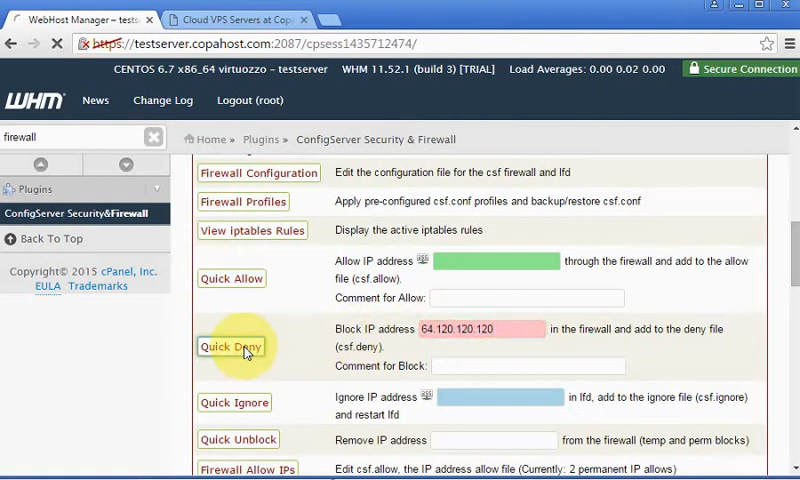 WebHost Manager – tests
Cloud VPS Servers at Copa
https://testserver.copahost.com:2087/cpsess1435712474/
CENTOS 6.7 x86_64 virtuozzo – testserver
WHM 11.52.1 (build 3) [TRIAL]
Load Averages: 0.00 0.02 0.00
Secure Connection
WHM
News
Change Log
Logout (root)
firewall
Home »
Plugins »
ConfigServer Security & Firewall
Plugins
ConfigServer Security&Firewall
Back To Top
Copyright© 2015 cPanel, Inc.
EULA Trademarks
Firewall Configuration
Edit the configuration file for the csf firewall and lfd
Firewall Profiles
Apply pre-configured csf.conf profiles and backup/restore csf.conf
View iptables Rules
Display the active iptables rules
Quick Allow
Allow IP address through the firewall and add to the allow
file (csf.allow).
Comment for Allow:
Quick Deny
Block IP address 64.120.120.120 in the firewall and add to the deny file
(csf.deny).
Comment for Block:
Quick Ignore
Ignore IP address in lfd, add to the ignore file (csf.ignore)
and restart lfd
Quick Unblock
Remove IP address from the firewall (temp and perm blocks)
Firewall Allow IPs
Edit csf.allow, the IP address allow file (Currently: 2 permanent IP allows)